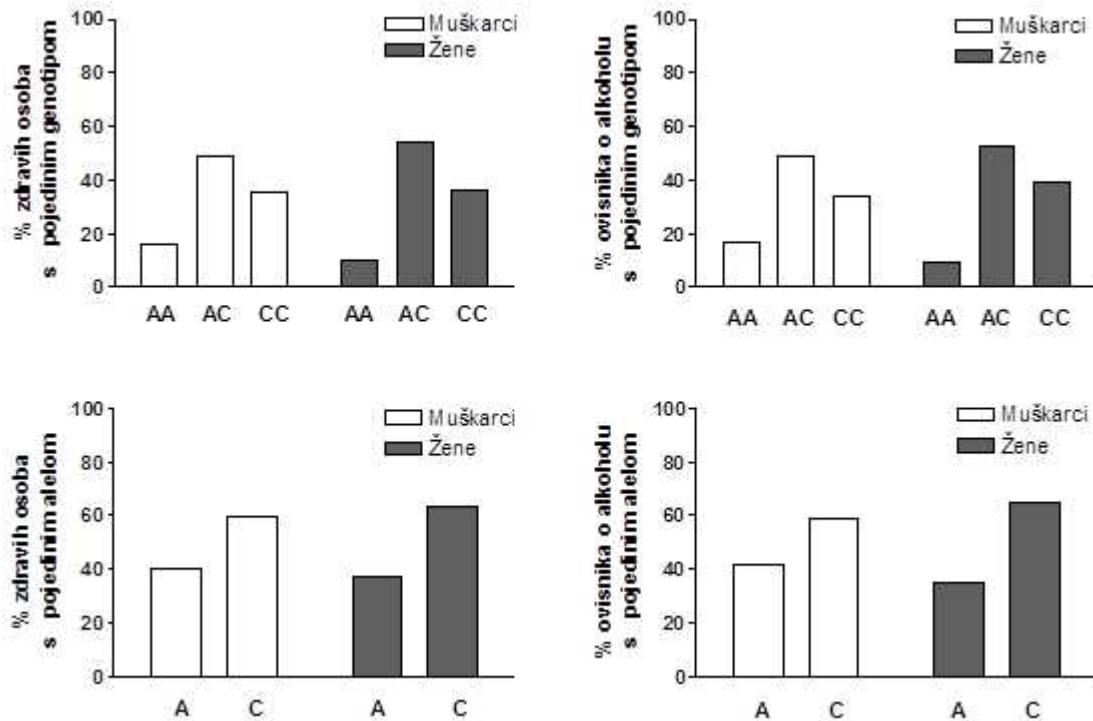 % zdravih osoba
s pojedinim genotipom
100
80
60
40
20
0
Muškarci
Žene
AA AC CC AA AC CC
% ovisnika o alkoholu
s pojedinim genotipom
100
80
60
40
20
0
Muškarci
Žene
AA AC CC AA AC CC
% zdravih osoba
s pojedinim alelom
100
80
60
40
20
0
Muškarci
Žene
A C A C
% ovisnika o alkoholu
s pojedinim alelom
100
80
60
40
20
0
Muškarci
Žene
A C A C